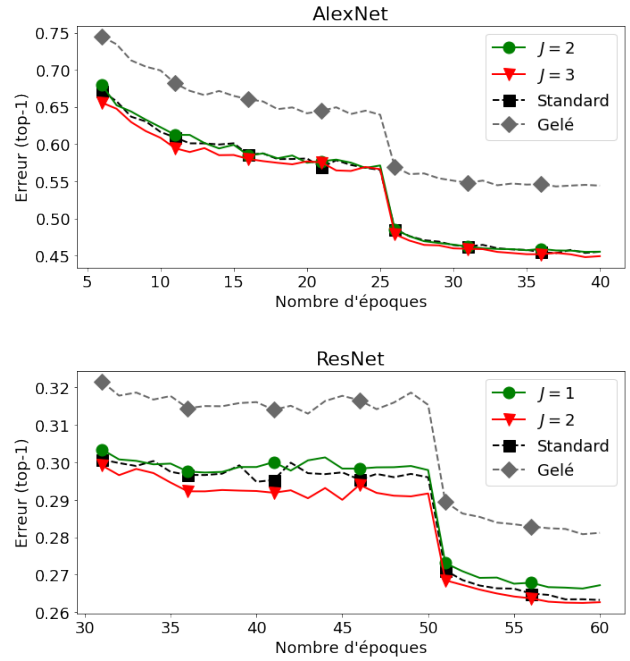 AlexNet
0.75
0.70
0.65
0.60
0.55
0.50
0.45
Erreur (top-1)
J = 2
J = 3
Standard
Gelé
5 10 15 20 25 30 35 40
Nombre d'époques
ResNet
0.32
0.31
0.30
0.29
0.28
0.27
0.26
Erreur (top-1)
J = 1
J = 2
Standard
Gelé
30 35 40 45 50 55 60
Nombre d'époques